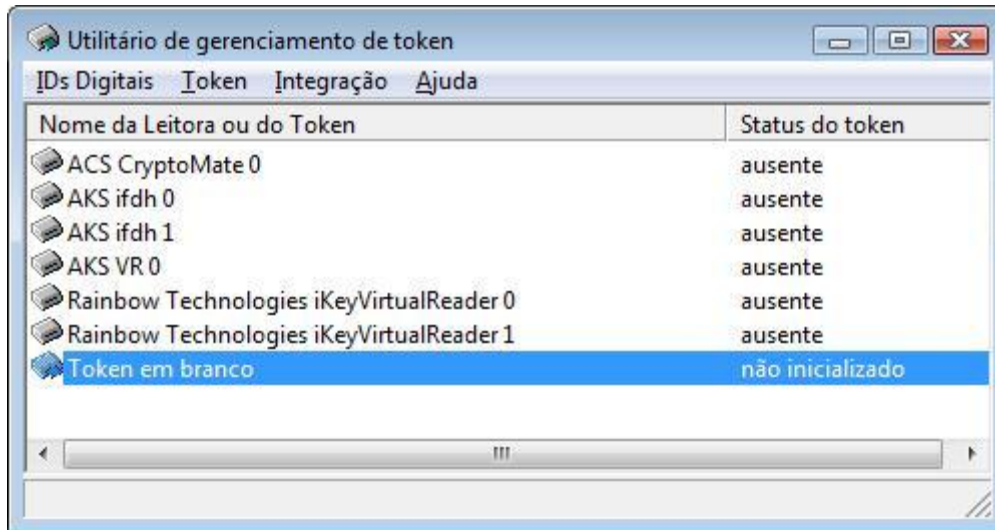 Utilitário de gerenciamento de token
IDs Digitais Token Integração Ajuda
Nome da Leitora ou do Token Status do token
ACS CryptoMate 0 ausente
AKS ifdh 0 ausente
AKS ifdh 1 ausente
AKS VR 0 ausente
Rainbow Technologies iKeyVirtualReader 0 ausente
Rainbow Technologies iKeyVirtualReader 1 ausente
Token em branco não inicializado